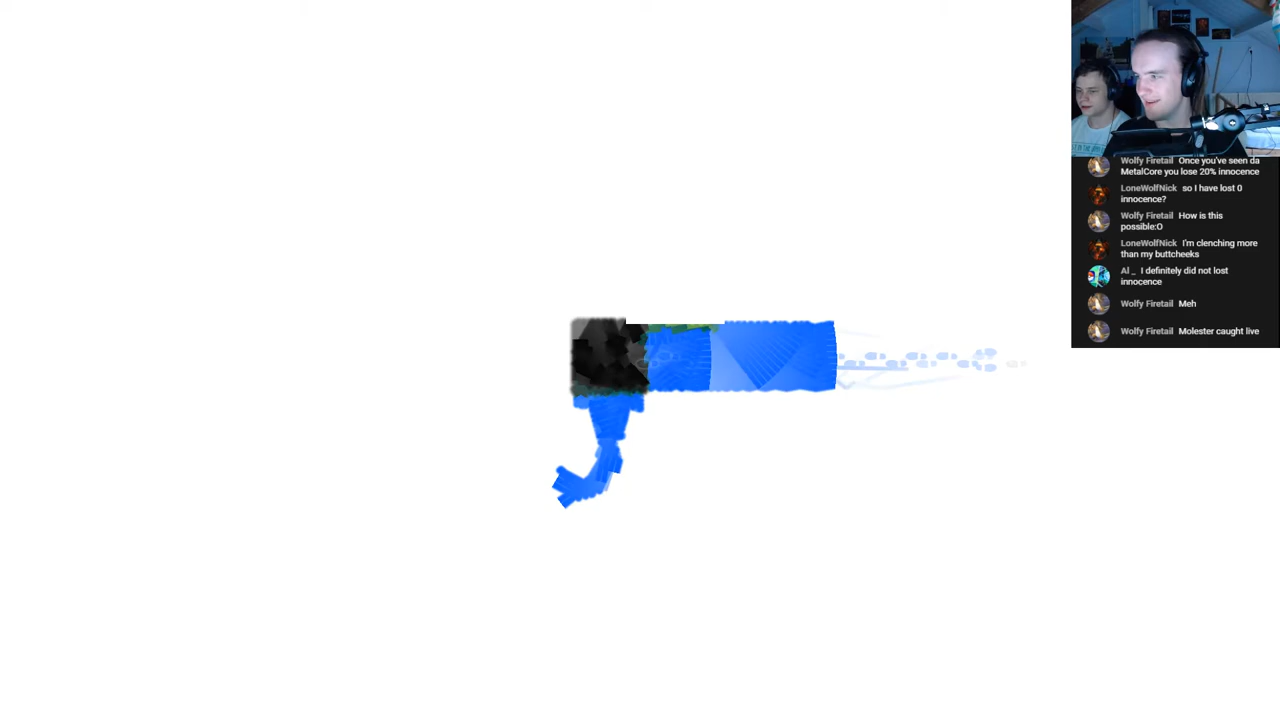 Wolfy Firetail Once you've seen da
MetalCore you lose 20% innocence
LoneWolfNick so I have lost 0
innocence?
Wolfy Firetail How is this
possible:O
LoneWolfNick I'm clenching more
than my buttcheeks
Al _ I definitely did not lost
innocence
Wolfy Firetail Meh
Wolfy Firetail Molester caught live